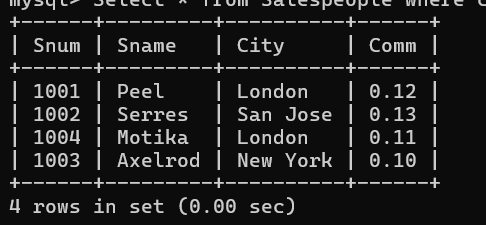 mysql> Select * from Salespeople where
+------+---------+----------+------+
| Snum | Sname   | City     | Comm |
+------+---------+----------+------+
| 1001 | Peel    | London   | 0.12 |
| 1002 | Serres  | San Jose | 0.13 |
| 1004 | Motika  | London   | 0.11 |
| 1003 | Axelrod | New York | 0.10 |
+------+---------+----------+------+
4 rows in set (0.00 sec)